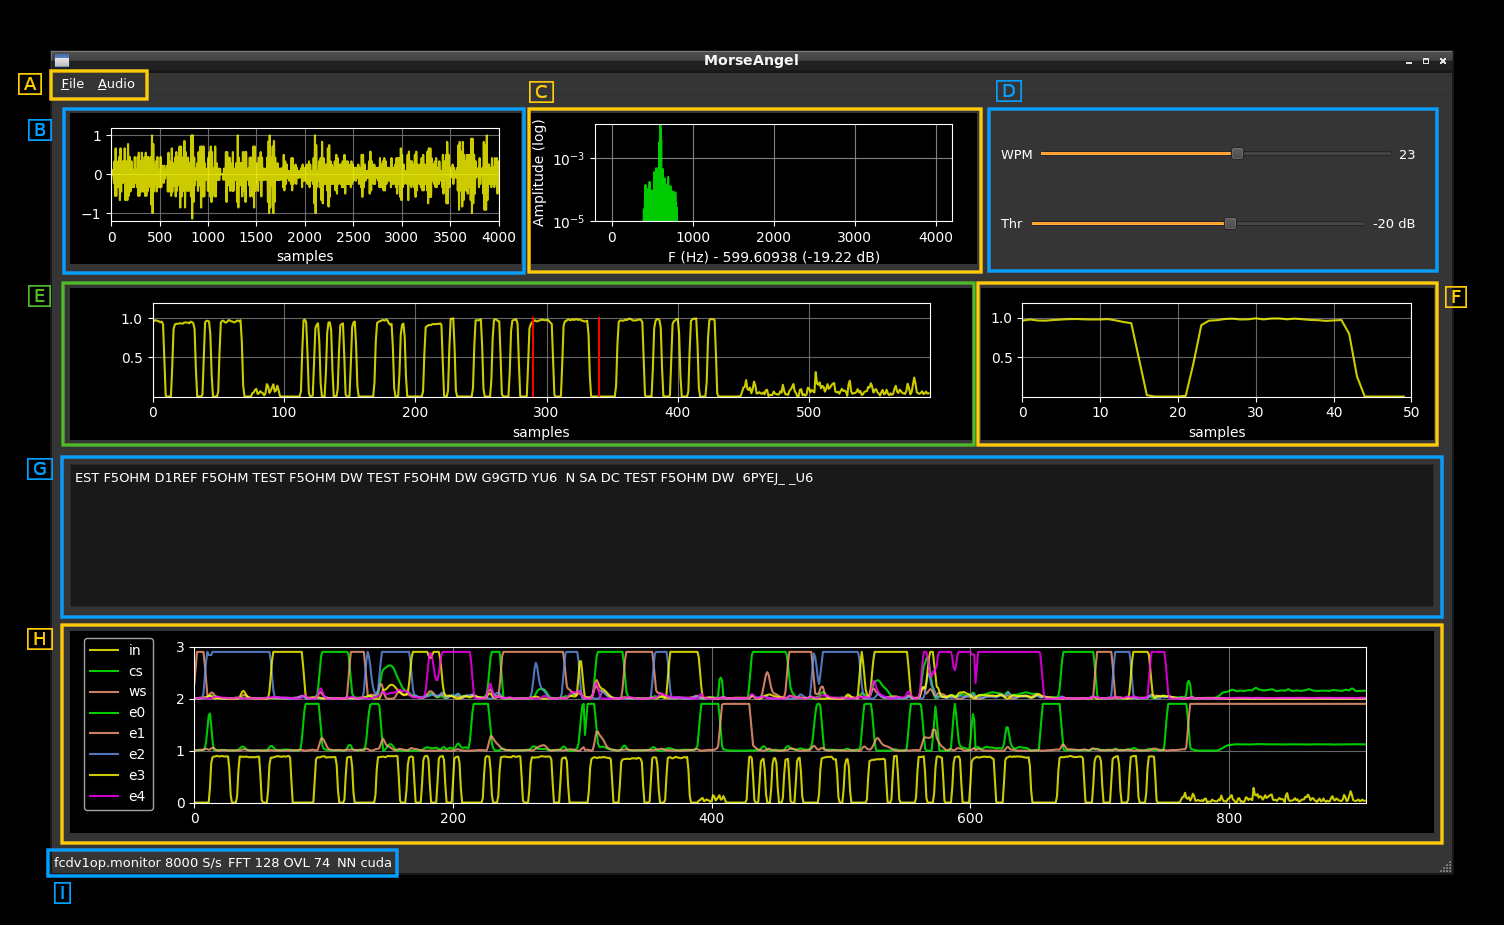 MorseAngel
A
File Audio
B
1
0
−1
0 500 1000 1500 2000 2500 3000 3500 4000
samples
C
Amplitude (log)
10−3
10−5
0 1000 2000 3000 4000
F (Hz) - 599.60938 (-19.22 dB)
D
WPM 23
Thr -20 dB
E
1.0
0.5
0 100 200 300 400 500
samples
F
1.0
0.5
0 10 20 30 40 50
samples
G
EST F5OHM D1REF F5OHM TEST F5OHM DW TEST F5OHM DW G9GTD YU6  N SA DC TEST F5OHM DW  6PYEJ_ _U6
H
in
cs
ws
e0
e1
e2
e3
e4
3
2
1
0
0 200 400 600 800
fcdv1op.monitor 8000 S/s FFT 128 OVL 74 NN cuda
I